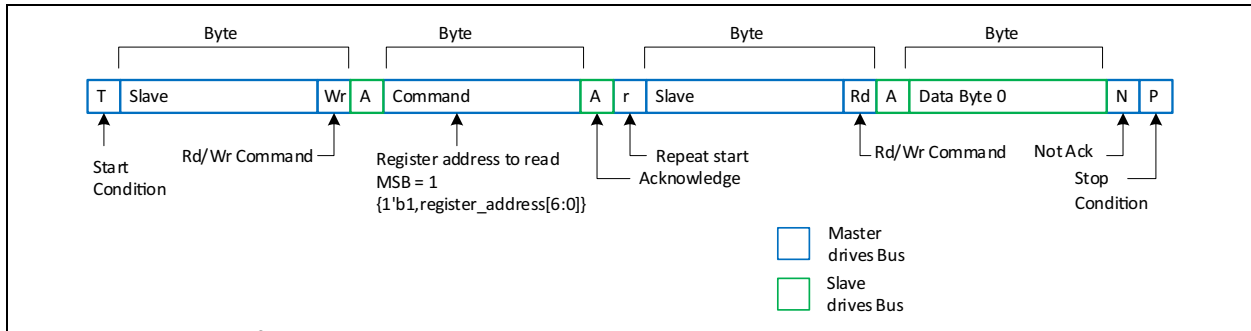 Byte Byte Byte Byte
T Slave Wr A Command A r Slave Rd A Data Byte 0 N P
Start
Condition
Rd/Wr Command
Register address to read
MSB = 1
{1'b1,register_address[6:0]}
Repeat start
Acknowledge
Rd/Wr Command
Not Ack
Stop
Condition
Master
drives Bus
Slave
drives Bus